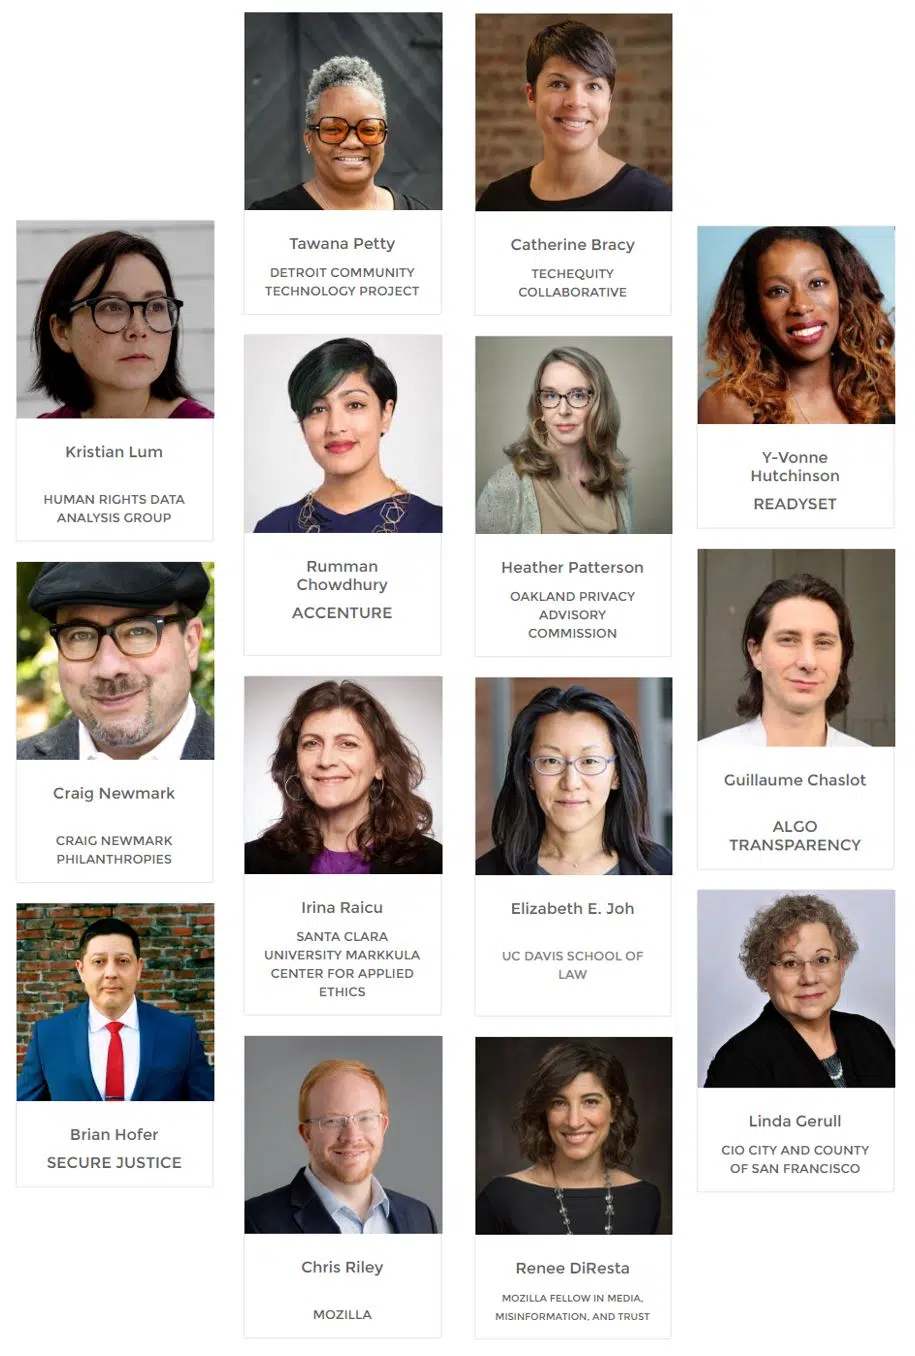 Tawana Petty
DETROIT COMMUNITY
TECHNOLOGY PROJECT
Catherine Bracy
TECHEQUITY
COLLABORATIVE
Kristian Lum
HUMAN RIGHTS DATA
ANALYSIS GROUP
Y-Vonne
Hutchinson
READYSET
Rumman
Chowdhury
ACCENTURE
Heather Patterson
OAKLAND PRIVACY
ADVISORY
COMMISSION
Craig Newmark
CRAIG NEWMARK
PHILANTHROPIES
Guillaume Chaslot
ALGO
TRANSPARENCY
Irina Raicu
SANTA CLARA
UNIVERSITY MARKKULA
CENTER FOR APPLIED
ETHICS
Elizabeth E. Joh
UC DAVIS SCHOOL OF
LAW
Brian Hofer
SECURE JUSTICE
Linda Gerull
CIO CITY AND COUNTY
OF SAN FRANCISCO
Chris Riley
MOZILLA
Renee DiResta
MOZILLA FELLOW IN MEDIA,
MISINFORMATION, AND TRUST